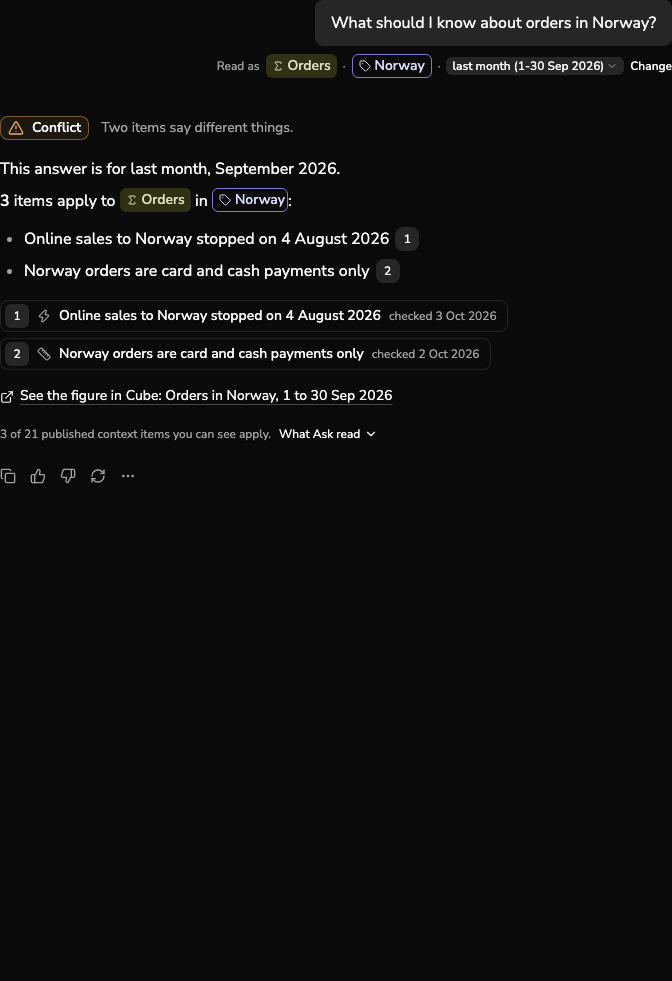 What should I know about orders in Norway?
Read as Orders · Norway · last month (1-30 Sep 2026) Change
Conflict Two items say different things.
This answer is for last month, September 2026.
3 items apply to Orders in Norway:
• Online sales to Norway stopped on 4 August 2026 1
• Norway orders are card and cash payments only 2
1 Online sales to Norway stopped on 4 August 2026 checked 3 Oct 2026
2 Norway orders are card and cash payments only checked 2 Oct 2026
See the figure in Cube: Orders in Norway, 1 to 30 Sep 2026
3 of 21 published context items you can see apply. What Ask read